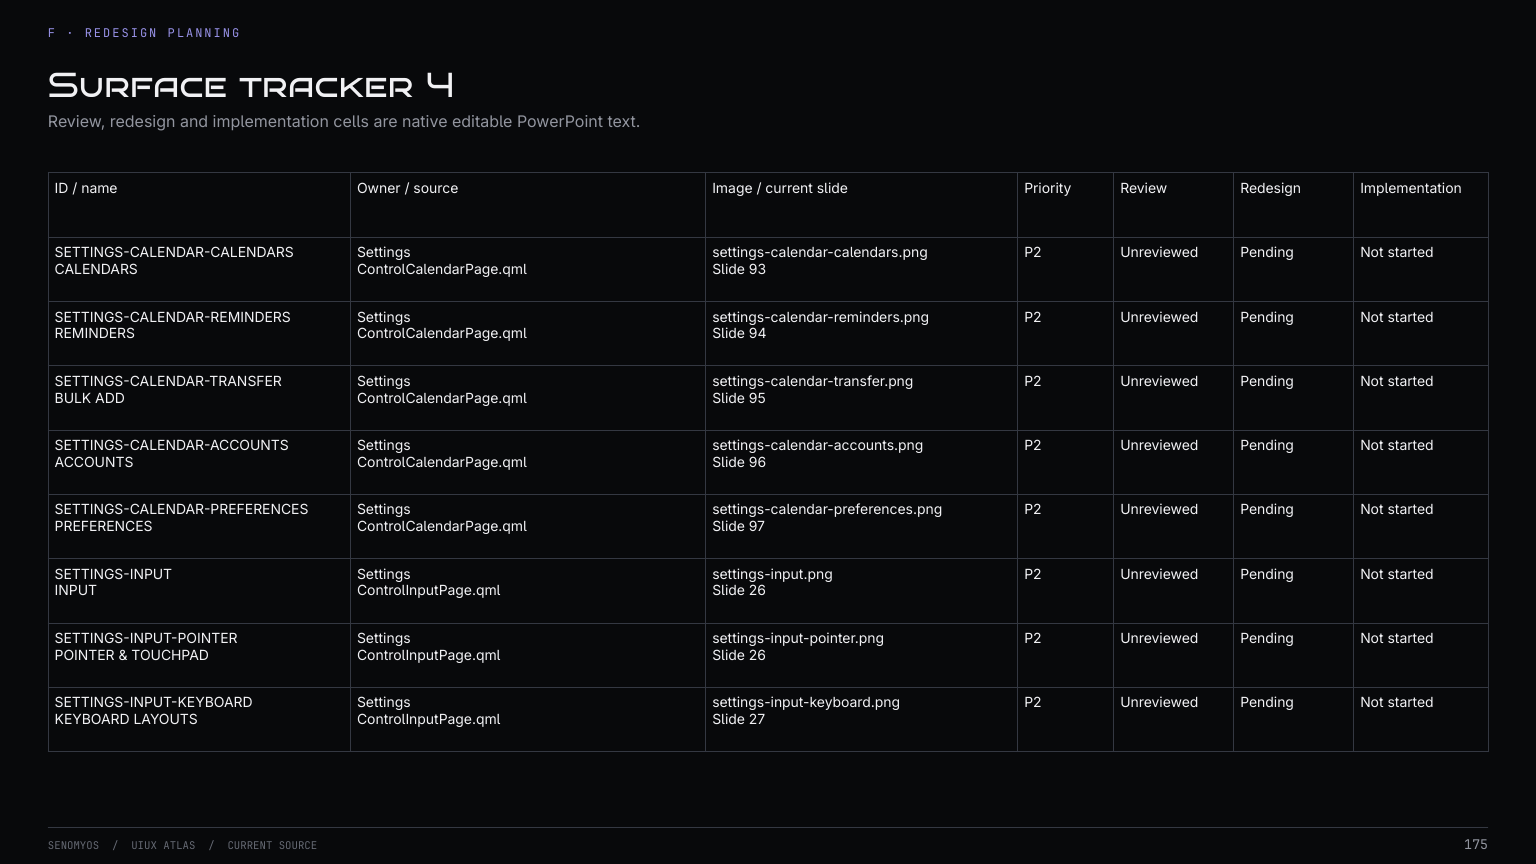 F · REDESIGN PLANNING
Surface tracker 4
Review, redesign and implementation cells are native editable PowerPoint text.
ID / name Owner / source Image / current slide Priority Review Redesign Implementation
SETTINGS-CALENDAR-CALENDARS Settings settings-calendar-calendars.png P2 Unreviewed Pending Not started
CALENDARS ControlCalendarPage.qml Slide 93
SETTINGS-CALENDAR-REMINDERS Settings settings-calendar-reminders.png P2 Unreviewed Pending Not started
REMINDERS ControlCalendarPage.qml Slide 94
SETTINGS-CALENDAR-TRANSFER Settings settings-calendar-transfer.png P2 Unreviewed Pending Not started
BULK ADD ControlCalendarPage.qml Slide 95
SETTINGS-CALENDAR-ACCOUNTS Settings settings-calendar-accounts.png P2 Unreviewed Pending Not started
ACCOUNTS ControlCalendarPage.qml Slide 96
SETTINGS-CALENDAR-PREFERENCES Settings settings-calendar-preferences.png P2 Unreviewed Pending Not started
PREFERENCES ControlCalendarPage.qml Slide 97
SETTINGS-INPUT Settings settings-input.png P2 Unreviewed Pending Not started
INPUT ControlInputPage.qml Slide 26
SETTINGS-INPUT-POINTER Settings settings-input-pointer.png P2 Unreviewed Pending Not started
POINTER & TOUCHPAD ControlInputPage.qml Slide 26
SETTINGS-INPUT-KEYBOARD Settings settings-input-keyboard.png P2 Unreviewed Pending Not started
KEYBOARD LAYOUTS ControlInputPage.qml Slide 27
SENOMYOS / UIUX ATLAS / CURRENT SOURCE 175